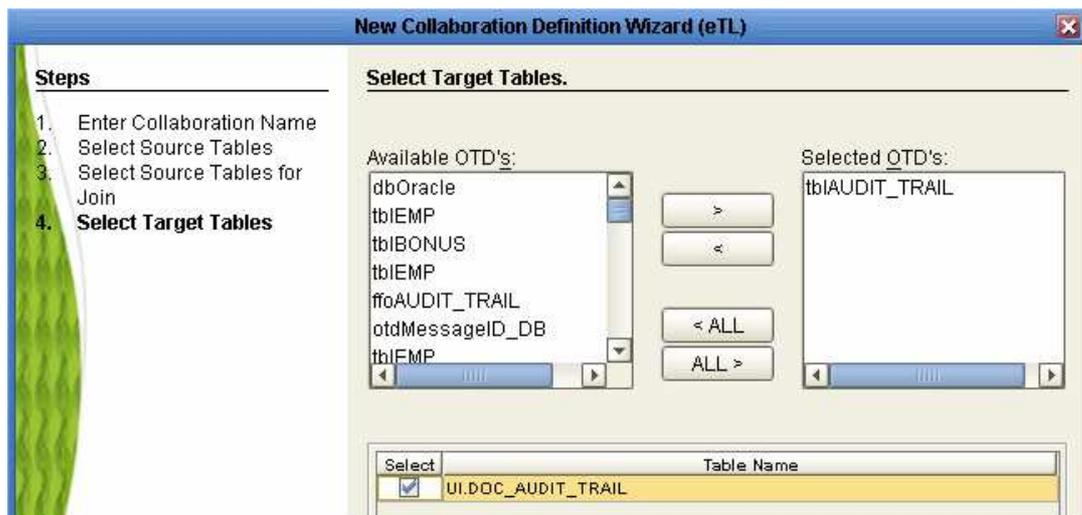 New Collaboration Definition Wizard (eTL)
Steps
1. Enter Collaboration Name
2. Select Source Tables
3. Select Source Tables for
Join
4. Select Target Tables
Select Target Tables.
Available OTD's:
dbOracle
tblEMP
tblBONUS
tblEMP
ffoAUDIT_TRAIL
otdMessageID_DB
tblEMP
>
<
< ALL
ALL >
Selected OTD's:
tblAUDIT_TRAIL
Select Table Name
UI.DOC_AUDIT_TRAIL